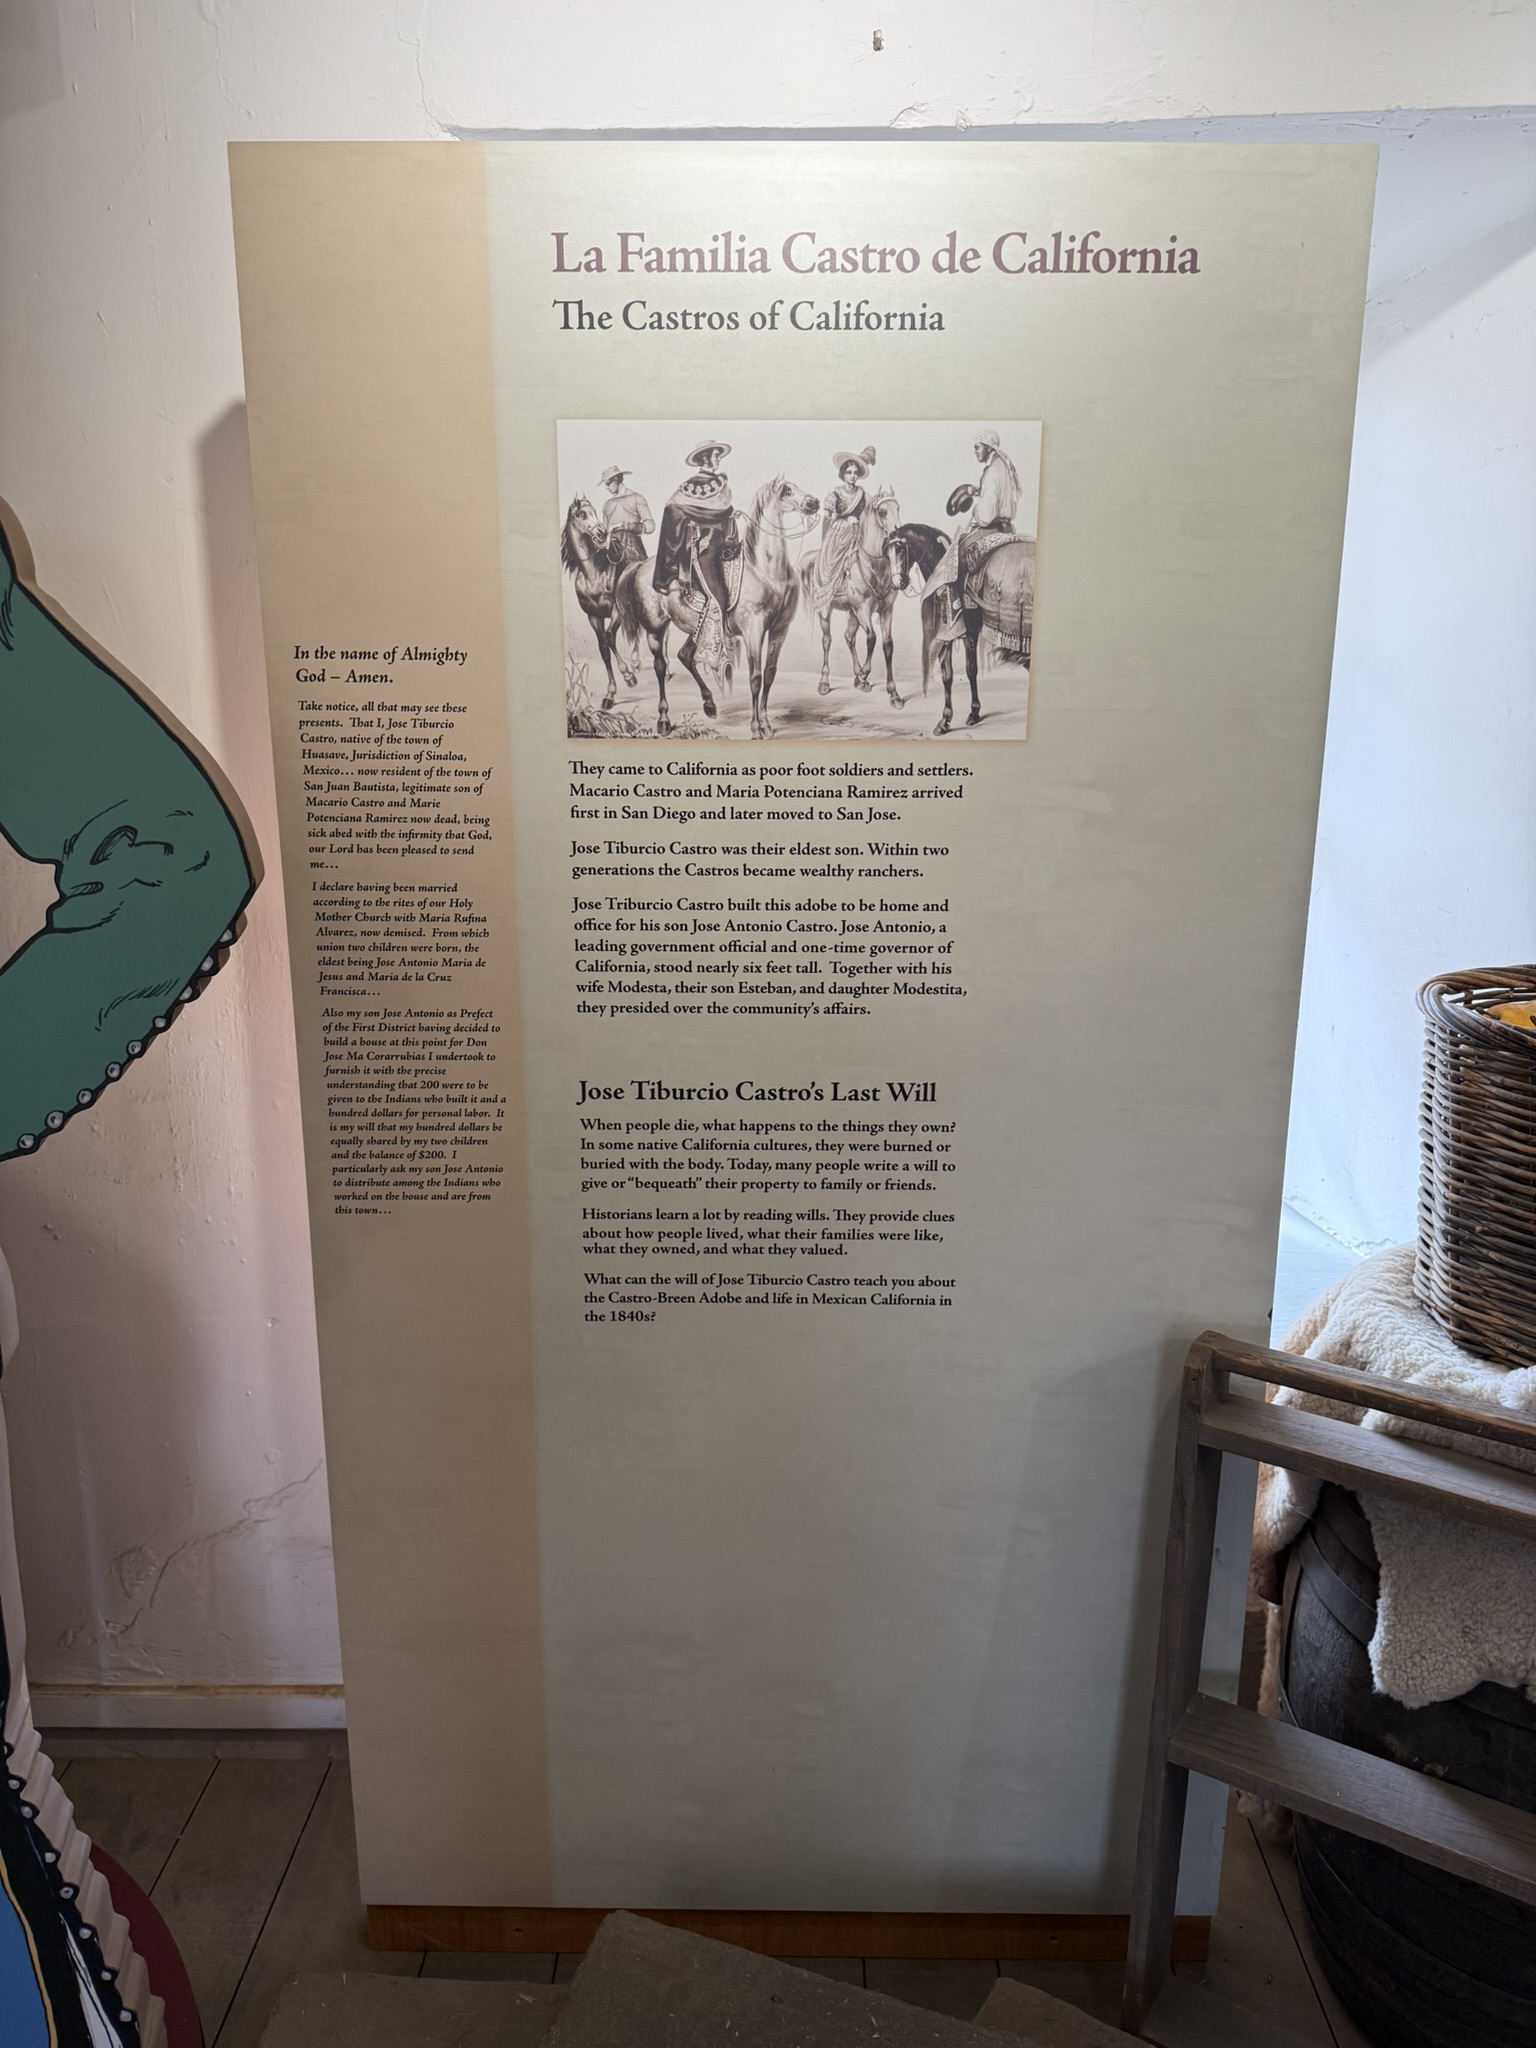 La Familia Castro de California
The Castros of California
In the name of Almighty
God – Amen.
Take notice, all that may see these
presents. That I, Jose Tiburcio
Castro, native of the town of
Huasave, Jurisdiction of Sinaloa,
Mexico... now resident of the town of
San Juan Bautista, legitimate son of
Macario Castro and Marie
Potenciana Ramirez now dead, being
sick abed with the infirmity that God,
our Lord has been pleased to send
me...
I declare having been married
according to the rites of our Holy
Mother Church with Maria Rufina
Alvarez, now demised. From which
union two children were born, the
eldest being Jose Antonio Maria de
Jesus and Maria de la Cruz
Francisca...
Also my son Jose Antonio as Prefect
of the First District having decided to
build a house at this point for Don
Jose Ma Corarrubias I undertook to
furnish it with the precise
understanding that 200 were to be
given to the Indians who built it and a
hundred dollars for personal labor. It
is my will that my hundred dollars be
equally shared by my two children
and the balance of $200. I
particularly ask my son Jose Antonio
to distribute among the Indians who
worked on the house and are from
this town...
They came to California as poor foot soldiers and settlers.
Macario Castro and Maria Potenciana Ramirez arrived
first in San Diego and later moved to San Jose.
Jose Tiburcio Castro was their eldest son. Within two
generations the Castros became wealthy ranchers.
Jose Triburcio Castro built this adobe to be home and
office for his son Jose Antonio Castro. Jose Antonio, a
leading government official and one-time governor of
California, stood nearly six feet tall. Together with his
wife Modesta, their son Esteban, and daughter Modestita,
they presided over the community's affairs.
Jose Tiburcio Castro's Last Will
When people die, what happens to the things they own?
In some native California cultures, they were burned or
buried with the body. Today, many people write a will to
give or "bequeath" their property to family or friends.
Historians learn a lot by reading wills. They provide clues
about how people lived, what their families were like,
what they owned, and what they valued.
What can the will of Jose Tiburcio Castro teach you about
the Castro-Breen Adobe and life in Mexican California in
the 1840s?